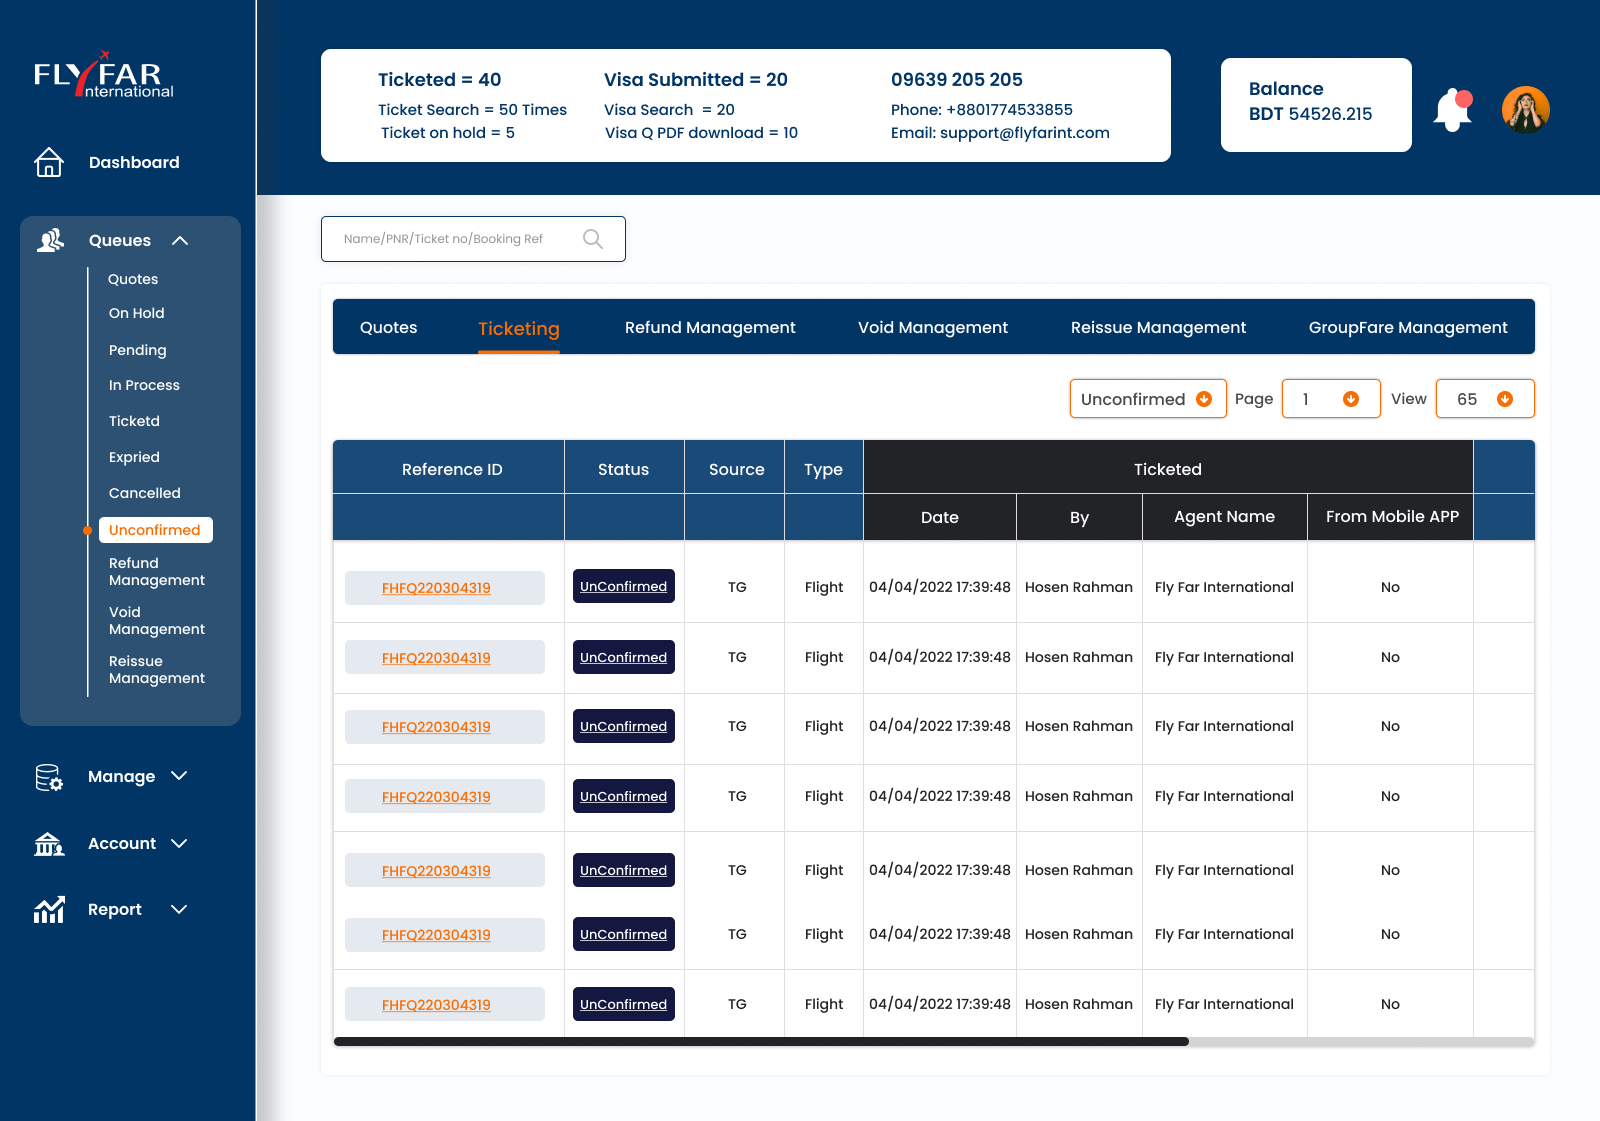 FLYFAR
International
Dashboard
Queues
Quotes
On Hold
Pending
In Process
Ticketd
Expried
Cancelled
Unconfirmed
Refund
Management
Void
Management
Reissue
Management
Manage
Account
Report
Ticketed = 40
Ticket Search = 50 Times
Ticket on hold = 5
Visa Submitted = 20
Visa Search = 20
Visa Q PDF download = 10
09639 205 205
Phone: +8801774533855
Email: support@flyfarint.com
Balance
BDT 54526.215
Name/PNR/Ticket no/Booking Ref
Quotes Ticketing Refund Management Void Management Reissue Management GroupFare Management
Unconfirmed Page 1 View 65
Reference ID Status Source Type Ticketed
Date By Agent Name From Mobile APP
FHFQ220304319 UnConfirmed TG Flight 04/04/2022 17:39:48 Hosen Rahman Fly Far International No
FHFQ220304319 UnConfirmed TG Flight 04/04/2022 17:39:48 Hosen Rahman Fly Far International No
FHFQ220304319 UnConfirmed TG Flight 04/04/2022 17:39:48 Hosen Rahman Fly Far International No
FHFQ220304319 UnConfirmed TG Flight 04/04/2022 17:39:48 Hosen Rahman Fly Far International No
FHFQ220304319 UnConfirmed TG Flight 04/04/2022 17:39:48 Hosen Rahman Fly Far International No
FHFQ220304319 UnConfirmed TG Flight 04/04/2022 17:39:48 Hosen Rahman Fly Far International No
FHFQ220304319 UnConfirmed TG Flight 04/04/2022 17:39:48 Hosen Rahman Fly Far International No